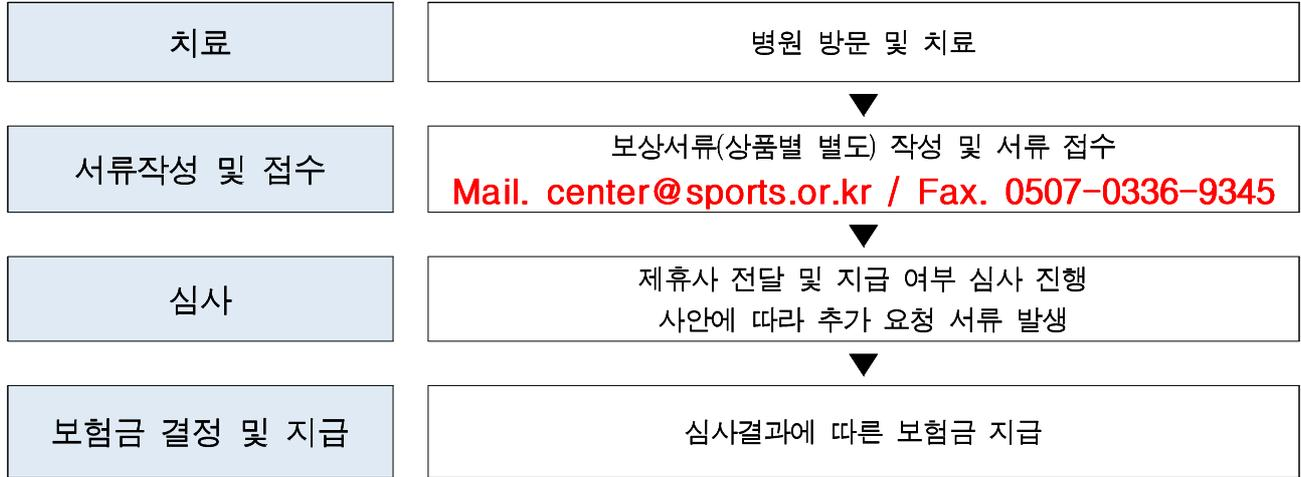 치료
병원 방문 및 치료
서류작성 및 접수
보상서류(상품별 별도) 작성 및 서류 접수
Mail. center@sports.or.kr / Fax. 0507-0336-9345
심사
제휴사 전달 및 지급 여부 심사 진행
사안에 따라 추가 요청 서류 발생
보험금 결정 및 지급
심사결과에 따른 보험금 지급